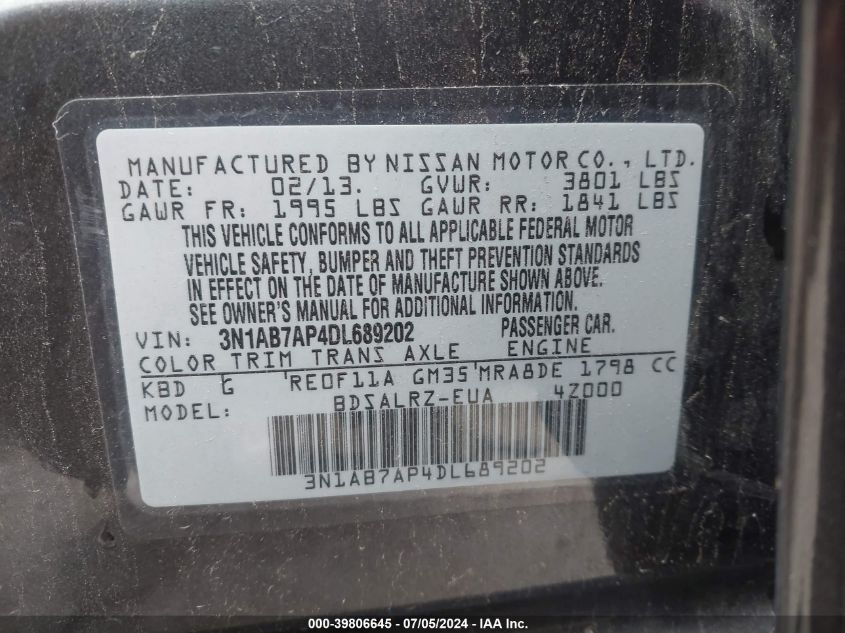 MANUFACTURED BY NISSAN MOTOR CO., LTD.
DATE: 02/13. GVWR: 3801 LBS
GAWR FR: 1995 LBS GAWR RR: 1841 LBS
THIS VEHICLE CONFORMS TO ALL APPLICABLE FEDERAL MOTOR
VEHICLE SAFETY, BUMPER AND THEFT PREVENTION STANDARDS
IN EFFECT ON THE DATE OF MANUFACTURE SHOWN ABOVE.
SEE OWNER'S MANUAL FOR ADDITIONAL INFORMATION.
VIN: 3N1AB7AP4DL689202 PASSENGER CAR.
COLOR TRIM TRANS AXLE ENGINE
KBD G 'RE0F11A GM35'MRA8DE 1798 CC
MODEL: BDSALRZ-EUA 4Z000
3N1AB7AP4DL689202
000-39806645 / 07/05/2024 - Copyright © IAA, Inc.